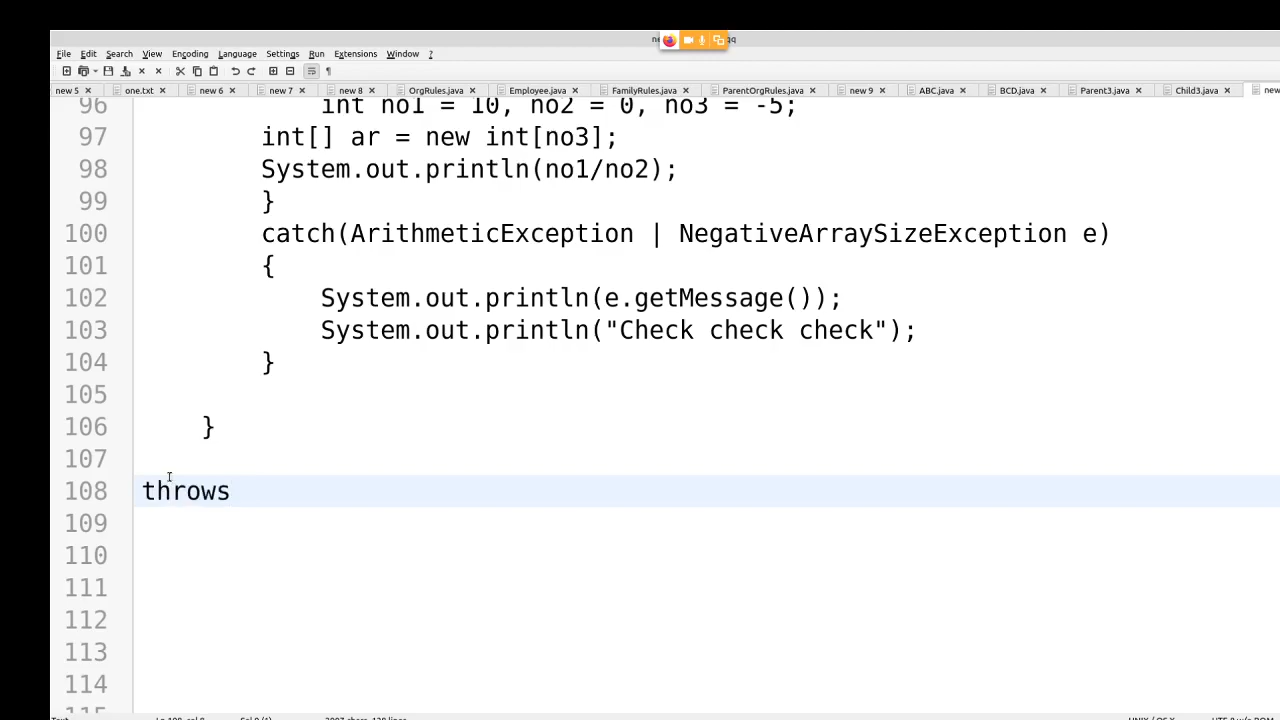 File Edit Search View Encoding Language Settings Run Extensions Window ?
new 5 one.txt new 6 new 7 new 8 OrgRules.java Employee.java FamilyRules.java ParentOrgRules.java new 9 ABC.java BCD.java Parent3.java Child3.java new
96 int no1 = 10, no2 = 0, no3 = -5;
97 int[] ar = new int[no3];
98 System.out.println(no1/no2);
99 }
100 catch(ArithmeticException | NegativeArraySizeException e)
101 {
102 System.out.println(e.getMessage());
103 System.out.println("Check check check");
104 }
105
106 }
107
108 throws
109
110
111
112
113
114